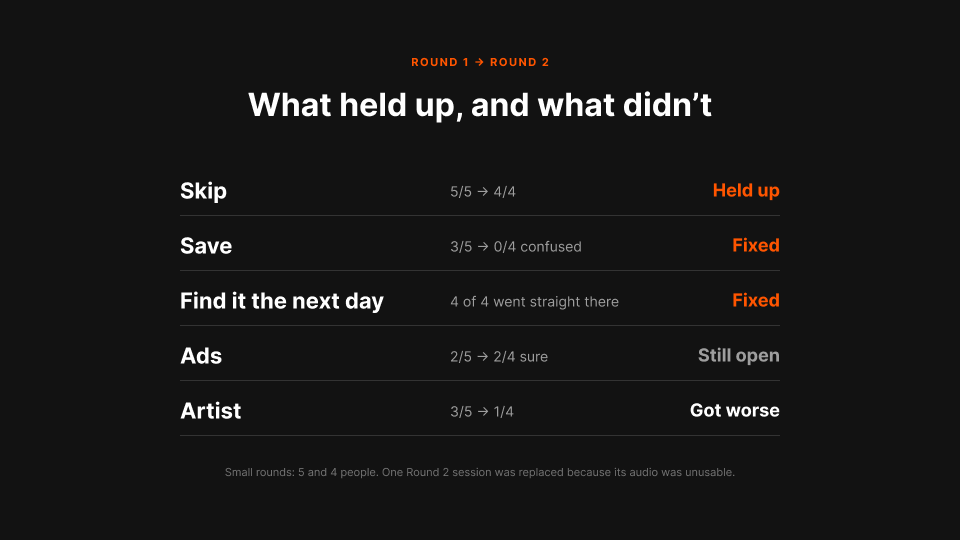 ROUND 1 → ROUND 2
What held up, and what didn’t
Skip 5/5 → 4/4 Held up
Save 3/5 → 0/4 confused Fixed
Find it the next day 4 of 4 went straight there Fixed
Ads 2/5 → 2/4 sure Still open
Artist 3/5 → 1/4 Got worse
Small rounds: 5 and 4 people. One Round 2 session was replaced because its audio was unusable.